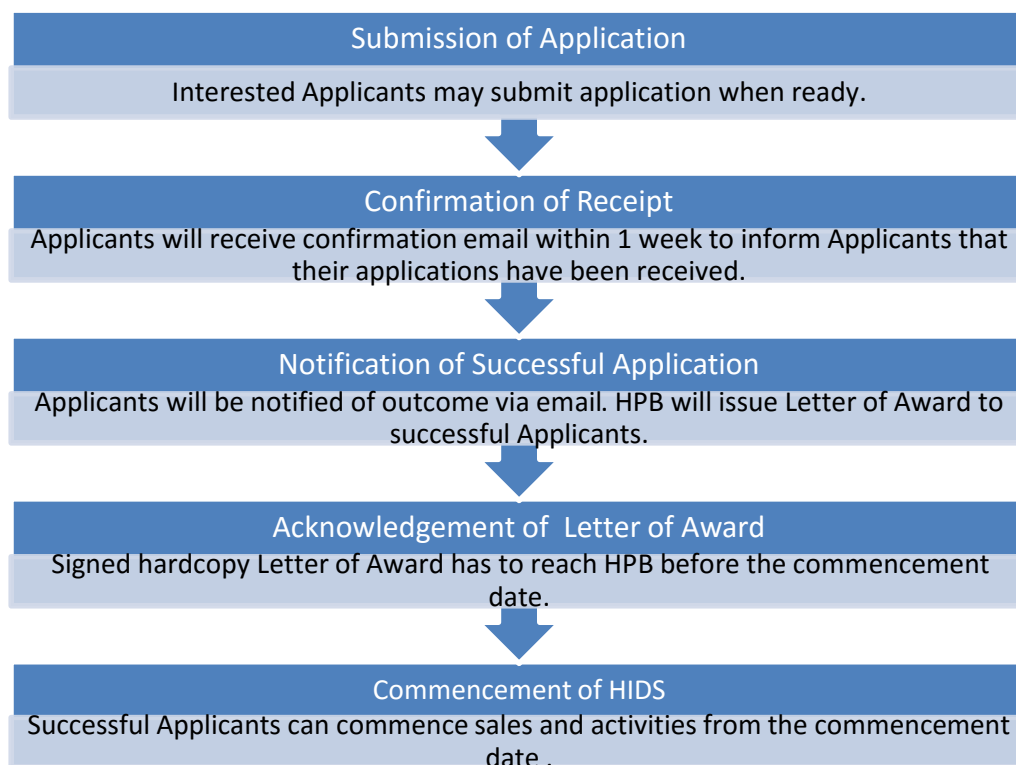 Submission of Application
Interested Applicants may submit application when ready.
Confirmation of Receipt
Applicants will receive confirmation email within 1 week to inform Applicants that
their applications have been received.
Notification of Successful Application
Applicants will be notified of outcome via email. HPB will issue Letter of Award to
successful Applicants.
Acknowledgement of  Letter of Award
Signed hardcopy Letter of Award has to reach HPB before the commencement
date.
Commencement of HIDS
Successful Applicants can commence sales and activities from the commencement
date .